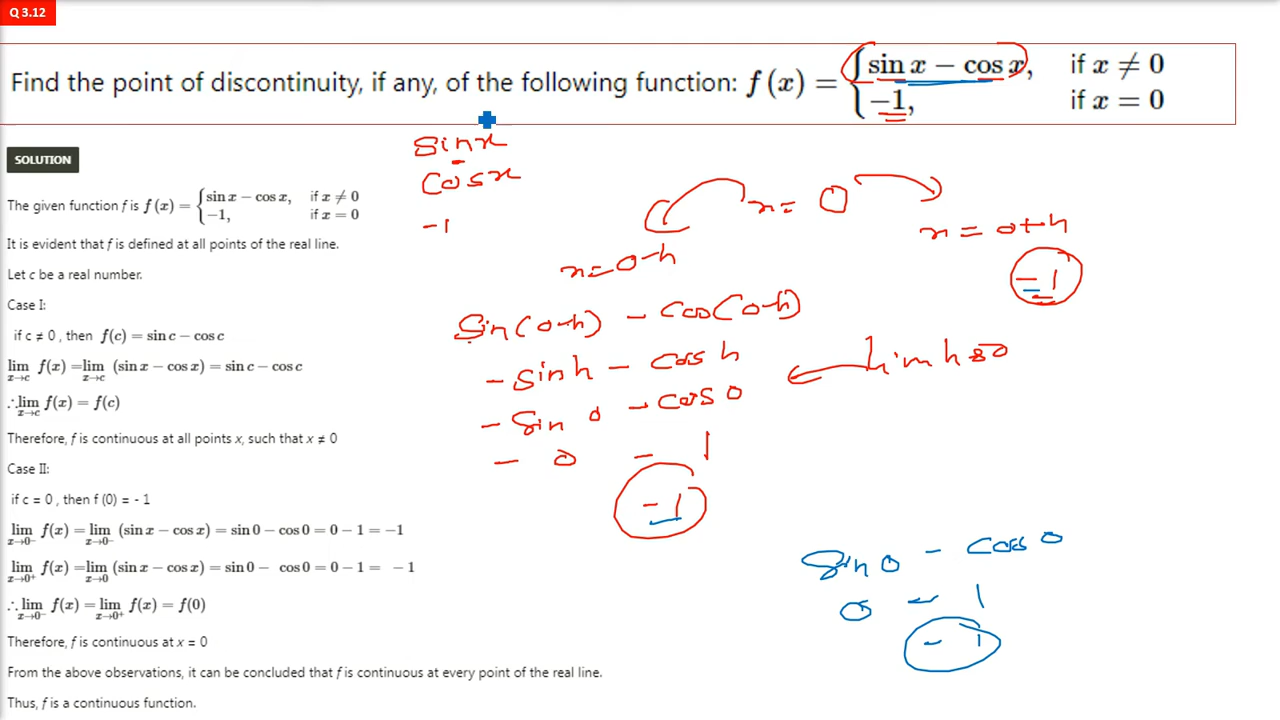 Q 3.12
Find the point of discontinuity, if any, of the following function: f (x) = { sin x − cos x, if x ≠ 0
−1, if x = 0
SOLUTION
The given function f is f (x) = { sin x − cos x, if x ≠ 0
−1, if x = 0
It is evident that f is defined at all points of the real line.
Let c be a real number.
Case I:
if c ≠ 0 , then f(c) = sin c − cos c
lim x→c f(x) = lim x→c (sin x − cos x) = sin c − cos c
∴ lim x→c f(x) = f(c)
Therefore, f is continuous at all points x, such that x ≠ 0
Case II:
if c = 0, then f (0) = - 1
lim x→0⁻ f(x) = lim x→0⁻ (sin x − cos x) = sin 0 − cos 0 = 0 − 1 = −1
lim x→0⁺ f(x) = lim x→0 (sin x − cos x) = sin 0 − cos 0 = 0 − 1 = − 1
∴ lim x→0⁻ f(x) = lim x→0⁺ f(x) = f(0)
Therefore, f is continuous at x = 0
From the above observations, it can be concluded that f is continuous at every point of the real line.
Thus, f is a continuous function.
sinx
cosx
-1
x = 0
x = 0-h
x = 0+h
-1
sin(0-h) - cos(0-h)
-sinh - cosh
lim h→0
-sin 0 - cos 0
- 0 - 1
-1
sin 0 - cos 0
0 - 1
-1